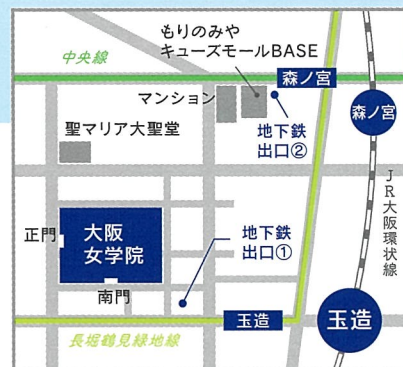 もりのみや
キューズモールBASE
中央線
森ノ宮
マンション
森ノ宮
地下鉄
出口②
聖マリア大聖堂
JR大阪環状線
正門
大阪
女学院
地下鉄
出口①
南門
玉造
玉造
長堀鶴見緑地線